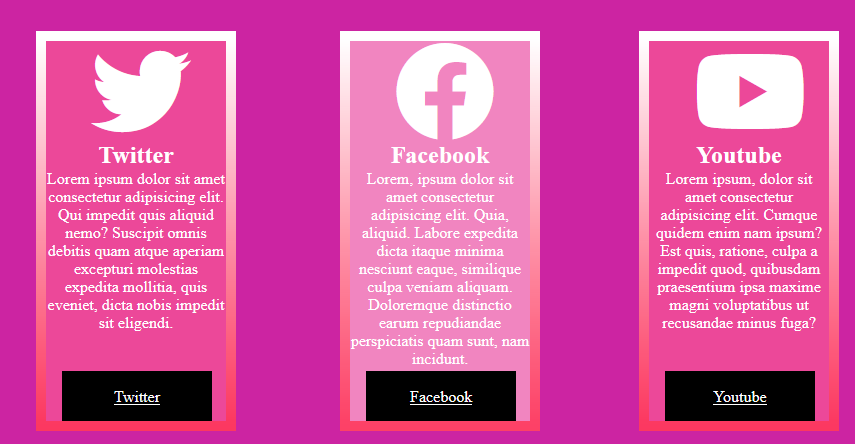 Twitter
Lorem ipsum dolor sit amet
consectetur adipisicing elit.
Qui impedit quis aliquid
nemo? Suscipit omnis
debitis quam atque aperiam
excepturi molestias
expedita mollitia, quis
eveniet, dicta nobis impedit
sit eligendi.
Twitter
Facebook
Lorem, ipsum dolor sit
amet consectetur
adipisicing elit. Quia,
aliquid. Labore expedita
dicta itaque minima
nesciunt eaque, similique
culpa veniam aliquam.
Doloremque distinctio
earum repudiandae
perspiciatis quam sunt, nam
incidunt.
Facebook
Youtube
Lorem ipsum, dolor sit
amet consectetur
adipisicing elit. Cumque
quidem enim nam ipsum?
Est quis, ratione, culpa a
impedit quod, quibusdam
praesentium ipsa maxime
magni voluptatibus ut
recusandae minus fuga?
Youtube